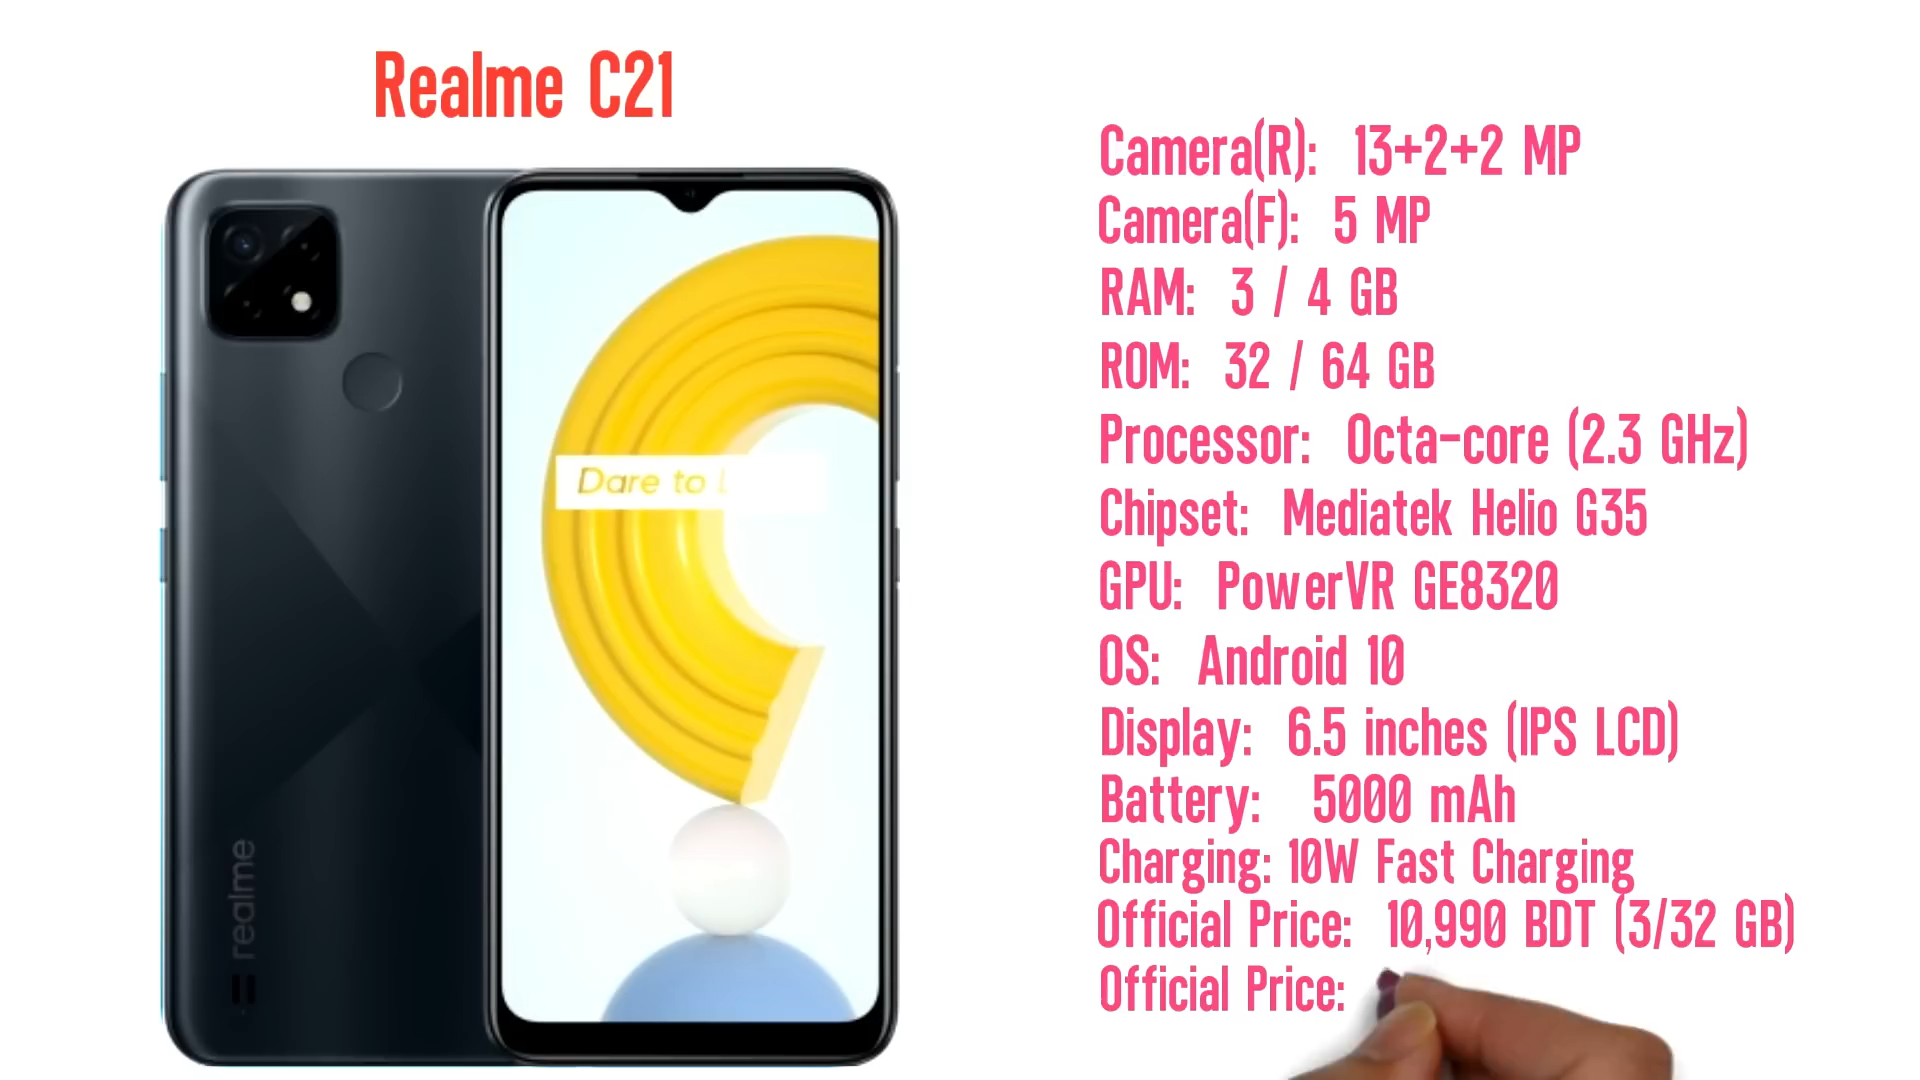 Realme C21
Camera(R): 13+2+2 MP
Camera(F): 5 MP
RAM: 3 / 4 GB
ROM: 32 / 64 GB
Processor: Octa-core (2.3 GHz)
Chipset: Mediatek Helio G35
GPU: PowerVR GE8320
OS: Android 10
Display: 6.5 inches (IPS LCD)
Battery: 5000 mAh
Charging: 10W Fast Charging
Official Price: 10,990 BDT (3/32 GB)
Official Price:
Dare to
realme